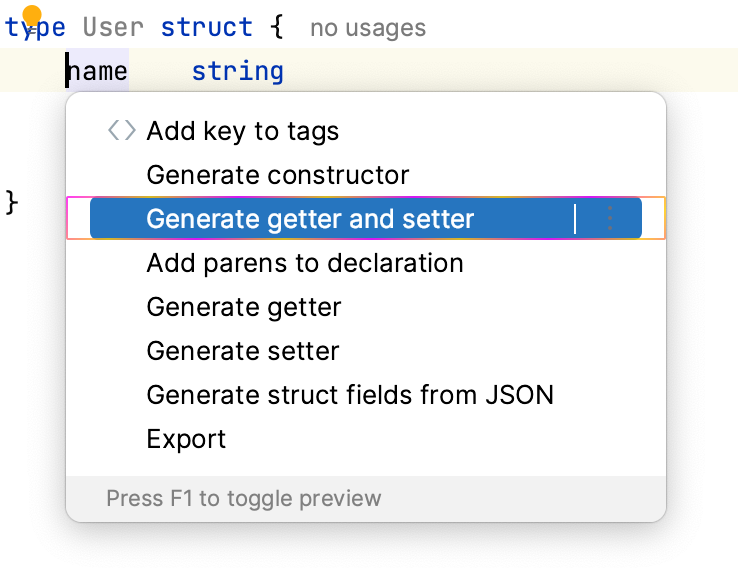 type User struct { no usages
name string
Add key to tags
Generate constructor
Generate getter and setter
}
Add parens to declaration
Generate getter
Generate setter
Generate struct fields from JSON
Export
Press F1 to toggle preview